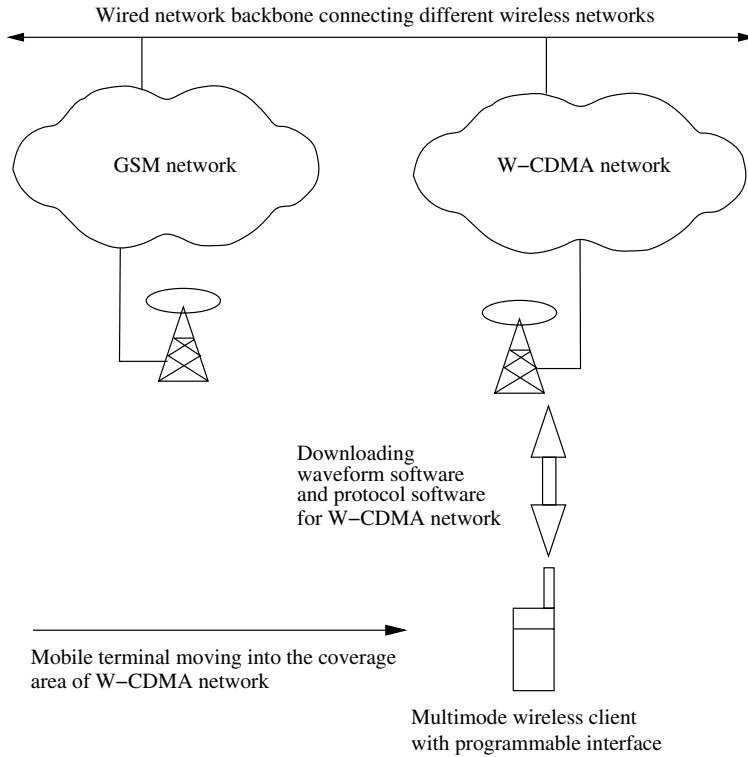 Wired network backbone connecting different wireless networks
GSM network
W−CDMA network
Downloading
waveform software
and protocol software
for W−CDMA network
Mobile terminal moving into the coverage
area of W−CDMA network
Multimode wireless client
with programmable interface